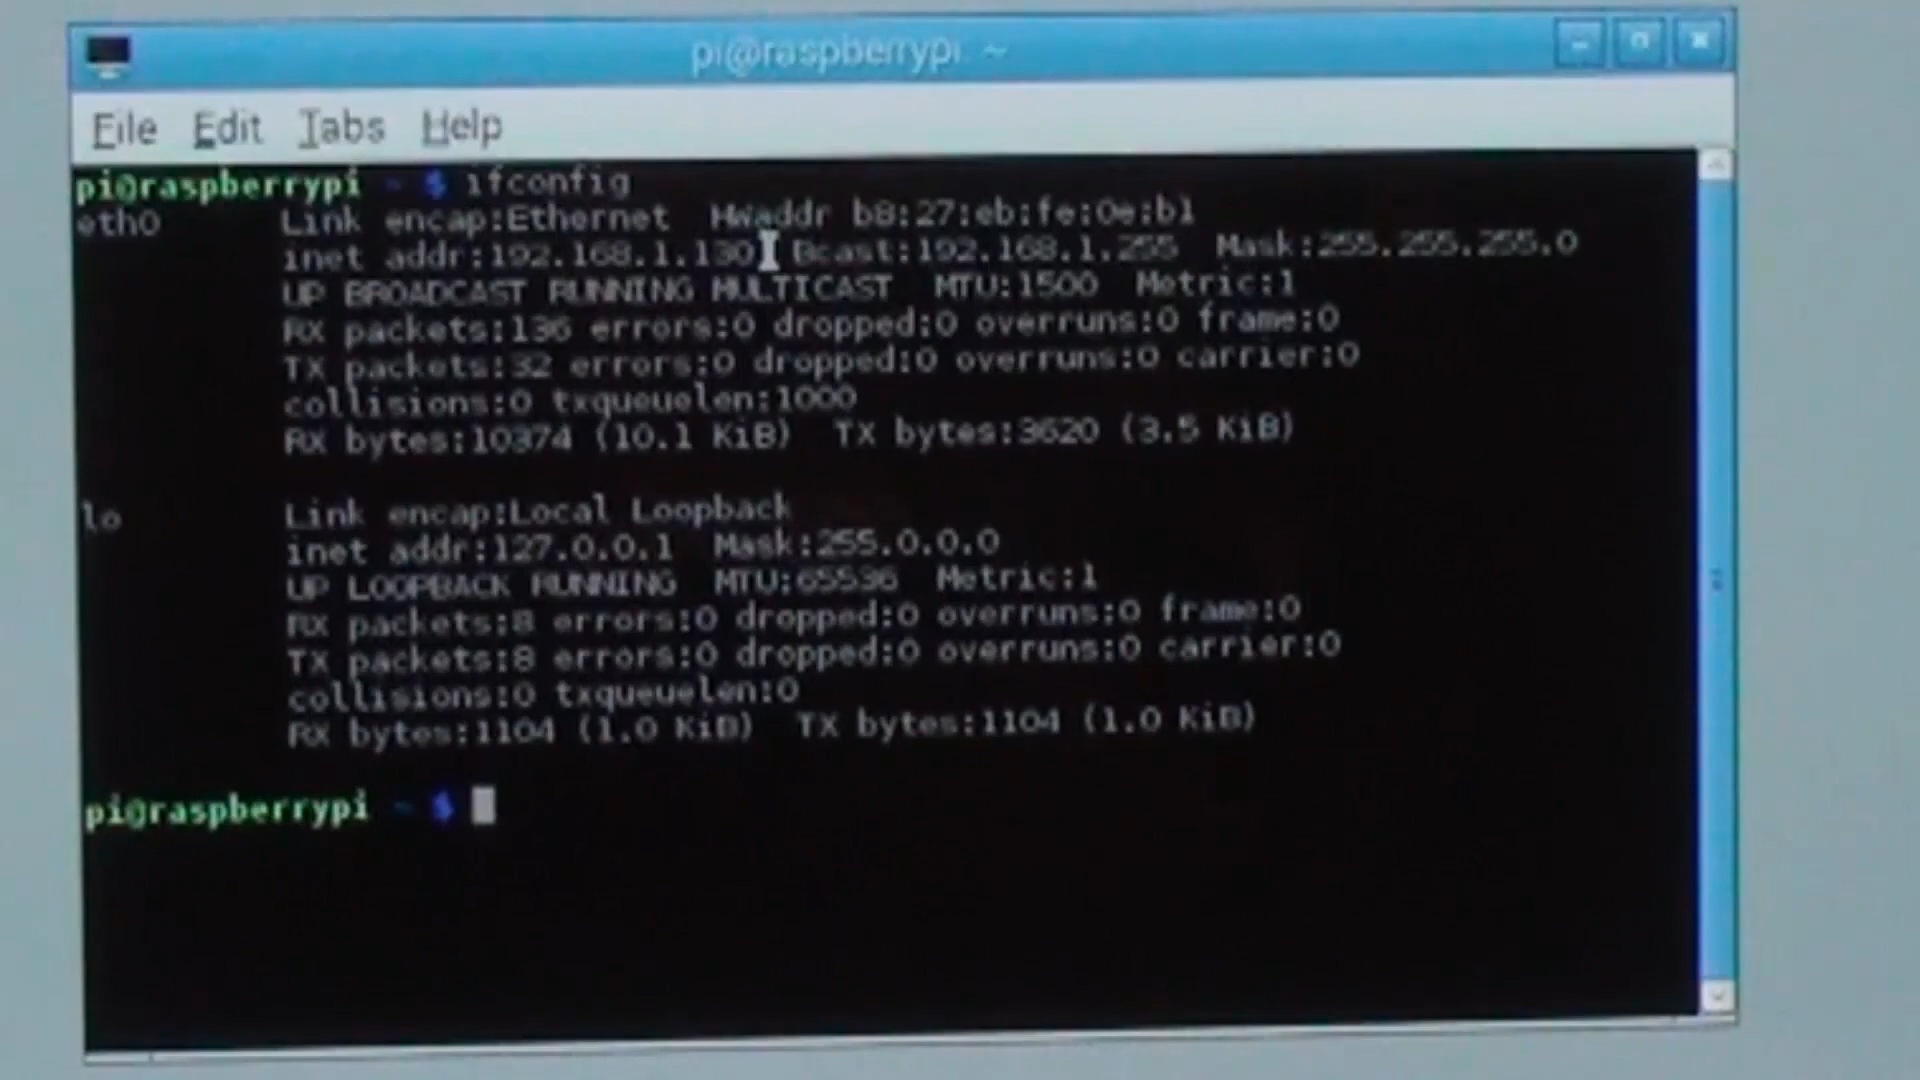 pi@raspberrypi: ~
File Edit Tabs Help
pi@raspberrypi ~ $ ifconfig
eth0 Link encap:Ethernet HWaddr b8:27:eb:fe:0e:b1
inet addr:192.168.1.130 Bcast:192.168.1.255 Mask:255.255.255.0
UP BROADCAST RUNNING MULTICAST MTU:1500 Metric:1
RX packets:136 errors:0 dropped:0 overruns:0 frame:0
TX packets:32 errors:0 dropped:0 overruns:0 carrier:0
collisions:0 txqueuelen:1000
RX bytes:10374 (10.1 KiB) TX bytes:3620 (3.5 KiB)
lo Link encap:Local Loopback
inet addr:127.0.0.1 Mask:255.0.0.0
UP LOOPBACK RUNNING MTU:65536 Metric:1
RX packets:8 errors:0 dropped:0 overruns:0 frame:0
TX packets:8 errors:0 dropped:0 overruns:0 carrier:0
collisions:0 txqueuelen:0
RX bytes:1104 (1.0 KiB) TX bytes:1104 (1.0 KiB)
pi@raspberrypi ~ $